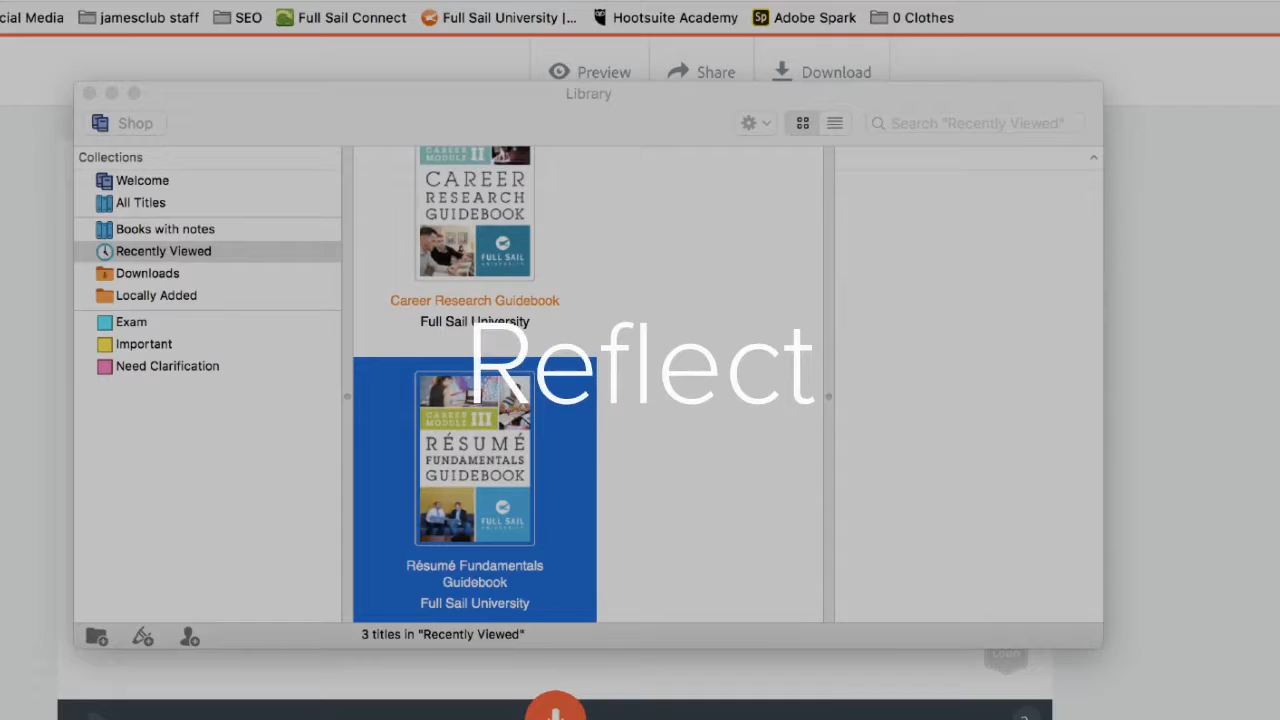 cial Media
jamesclub staff
SEO
Full Sail Connect
Full Sail University |...
Hootsuite Academy
Sp
Adobe Spark
0 Clothes
Preview
Share
Download
Library
Shop
Search "Recently Viewed"
Collections
Welcome
All Titles
Books with notes
Recently Viewed
Downloads
Locally Added
Exam
Important
Need Clarification
CAREER
MODULE II
CAREER
RESEARCH
GUIDEBOOK
FULL SAIL
UNIVERSITY
Career Research Guidebook
Full Sail University
Reflect
CAREER
MODULE III
RÉSUMÉ
FUNDAMENTALS
GUIDEBOOK
FULL SAIL
UNIVERSITY
Résumé Fundamentals
Guidebook
Full Sail University
3 titles in "Recently Viewed"
Login